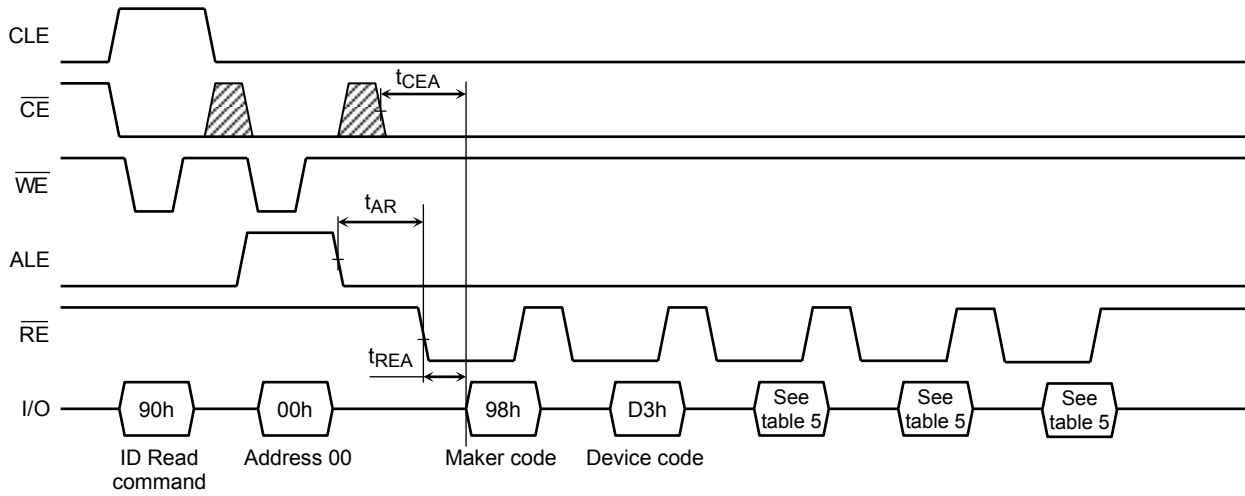 CLE
tCEA
CE
WE
tAR
ALE
RE
tREA
I/O
90h
00h
98h
D3h
See
table 5
See
table 5
See
table 5
ID Read
command
Address 00
Maker code
Device code